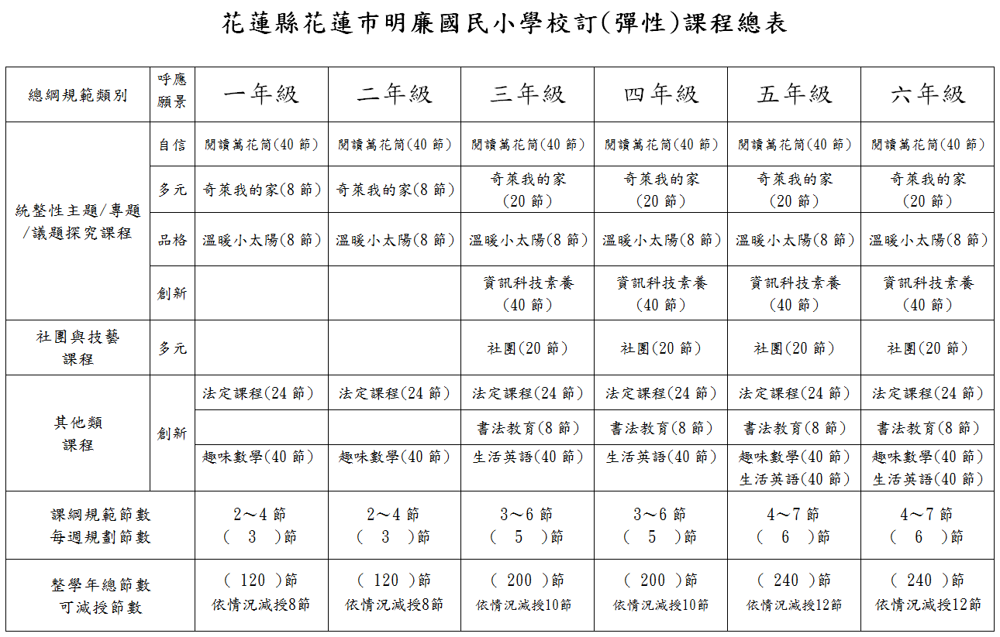 花蓮縣花蓮市明廉國民小學校訂(彈性)課程總表
總綱規範類別
呼應
願景
一年級
二年級
三年級
四年級
五年級
六年級
統整性主題/專題
/議題探究課程
自信
閱讀萬花筒(40 節)
閱讀萬花筒(40 節)
閱讀萬花筒(40 節)
閱讀萬花筒(40 節)
閱讀萬花筒(40 節)
閱讀萬花筒(40 節)
多元
奇萊我的家(8 節)
奇萊我的家(8 節)
奇萊我的家
(20 節)
奇萊我的家
(20 節)
奇萊我的家
(20 節)
奇萊我的家
(20 節)
品格
溫暖小太陽(8 節)
溫暖小太陽(8 節)
溫暖小太陽(8 節)
溫暖小太陽(8 節)
溫暖小太陽(8 節)
溫暖小太陽(8 節)
創新
資訊科技素養
(40 節)
資訊科技素養
(40 節)
資訊科技素養
(40 節)
資訊科技素養
(40 節)
社團與技藝
課程
多元
社團(20 節)
社團(20 節)
社團(20 節)
社團(20 節)
其他類
課程
創新
法定課程(24 節)
法定課程(24 節)
法定課程(24 節)
法定課程(24 節)
法定課程(24 節)
法定課程(24 節)
書法教育(8 節)
書法教育(8 節)
書法教育(8 節)
書法教育(8 節)
趣味數學(40 節)
趣味數學(40 節)
生活英語(40 節)
生活英語(40 節)
趣味數學(40 節)
生活英語(40 節)
趣味數學(40 節)
生活英語(40 節)
課綱規範節數
每週規劃節數
2～4 節
( 3 )節
2～4 節
( 3 )節
3～6 節
( 5 )節
3～6 節
( 5 )節
4～7 節
( 6 )節
4～7 節
( 6 )節
整學年總節數
可減授節數
( 120 )節
依情況減授8節
( 120 )節
依情況減授8節
( 200 )節
依情況減授10節
( 200 )節
依情況減授10節
( 240 )節
依情況減授12節
( 240 )節
依情況減授12節